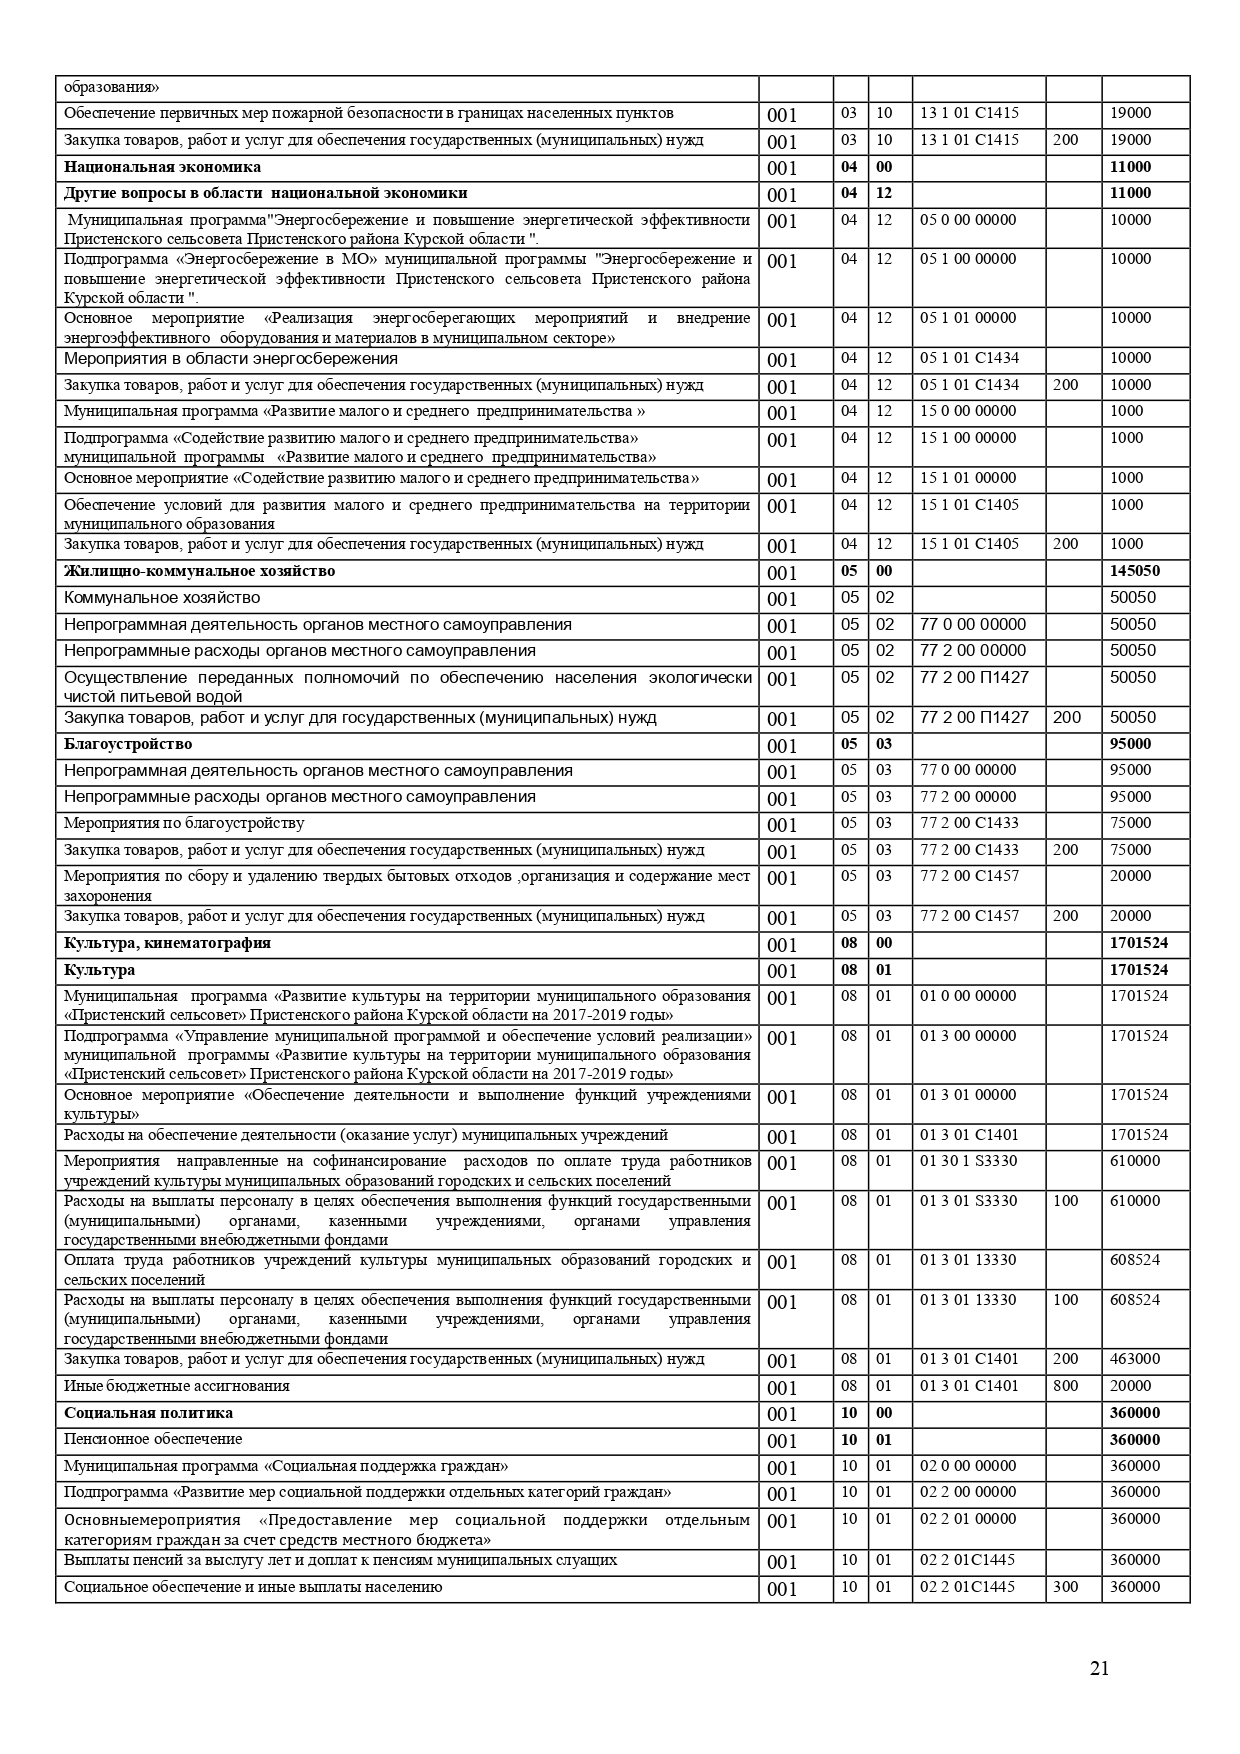 образования»
Обеспечение первичных мер пожарной безопасности в границах населенных пунктов 001 03 10 13 1 01 С1415 19000
Закупка товаров, работ и услуг для обеспечения государственных (муниципальных) нужд 001 03 10 13 1 01 С1415 200 19000
Национальная экономика 001 04 00 11000
Другие вопросы в области национальной экономики 001 04 12 11000
Муниципальная программа"Энергосбережение и повышение энергетической эффективности 001 04 12 05 0 00 00000 10000
Пристенского сельсовета Пристенского района Курской области ".
Подпрограмма «Энергосбережение в МО» муниципальной программы "Энергосбережение и 001 04 12 05 1 00 00000 10000
повышение энергетической эффективности Пристенского сельсовета Пристенского района
Курской области ".
Основное мероприятие «Реализация энергосберегающих мероприятий и внедрение 001 04 12 05 1 01 00000 10000
энергоэффективного оборудования и материалов в муниципальном секторе»
Мероприятия в области энергосбережения 001 04 12 05 1 01 С1434 10000
Закупка товаров, работ и услуг для обеспечения государственных (муниципальных) нужд 001 04 12 05 1 01 С1434 200 10000
Муниципальная программа «Развитие малого и среднего предпринимательства » 001 04 12 15 0 00 00000 1000
Подпрограмма «Содействие развитию малого и среднего предпринимательства» 001 04 12 15 1 00 00000 1000
муниципальной программы «Развитие малого и среднего предпринимательства»
Основное мероприятие «Содействие развитию малого и среднего предпринимательства» 001 04 12 15 1 01 00000 1000
Обеспечение условий для развития малого и среднего предпринимательства на территории 001 04 12 15 1 01 С1405 1000
муниципального образования
Закупка товаров, работ и услуг для обеспечения государственных (муниципальных) нужд 001 04 12 15 1 01 С1405 200 1000
Жилищно-коммунальное хозяйство 001 05 00 145050
Коммунальное хозяйство 001 05 02 50050
Непрограммная деятельность органов местного самоуправления 001 05 02 77 0 00 00000 50050
Непрограммные расходы органов местного самоуправления 001 05 02 77 2 00 00000 50050
Осуществление переданных полномочий по обеспечению населения экологически 001 05 02 77 2 00 П1427 50050
чистой питьевой водой
Закупка товаров, работ и услуг для государственных (муниципальных) нужд 001 05 02 77 2 00 П1427 200 50050
Благоустройство 001 05 03 95000
Непрограммная деятельность органов местного самоуправления 001 05 03 77 0 00 00000 95000
Непрограммные расходы органов местного самоуправления 001 05 03 77 2 00 00000 95000
Мероприятия по благоустройству 001 05 03 77 2 00 С1433 75000
Закупка товаров, работ и услуг для обеспечения государственных (муниципальных) нужд 001 05 03 77 2 00 С1433 200 75000
Мероприятия по сбору и удалению твердых бытовых отходов ,организация и содержание мест 001 05 03 77 2 00 С1457 20000
захоронения
Закупка товаров, работ и услуг для обеспечения государственных (муниципальных) нужд 001 05 03 77 2 00 С1457 200 20000
Культура, кинематография 001 08 00 1701524
Культура 001 08 01 1701524
Муниципальная программа «Развитие культуры на территории муниципального образования 001 08 01 01 0 00 00000 1701524
«Пристенский сельсовет» Пристенского района Курской области на 2017-2019 годы»
Подпрограмма «Управление муниципальной программой и обеспечение условий реализации» 001 08 01 01 3 00 00000 1701524
муниципальной программы «Развитие культуры на территории муниципального образования
«Пристенский сельсовет» Пристенского района Курской области на 2017-2019 годы»
Основное мероприятие «Обеспечение деятельности и выполнение функций учреждениями 001 08 01 01 3 01 00000 1701524
культуры»
Расходы на обеспечение деятельности (оказание услуг) муниципальных учреждений 001 08 01 01 3 01 С1401 1701524
Мероприятия направленные на софинансирование расходов по оплате труда работников 001 08 01 01 30 1 S3330 610000
учреждений культуры муниципальных образований городских и сельских поселений
Расходы на выплаты персоналу в целях обеспечения выполнения функций государственными 001 08 01 01 3 01 S3330 100 610000
(муниципальными) органами, казенными учреждениями, органами управления
государственными внебюджетными фондами
Оплата труда работников учреждений культуры муниципальных образований городских и 001 08 01 01 3 01 13330 608524
сельских поселений
Расходы на выплаты персоналу в целях обеспечения выполнения функций государственными 001 08 01 01 3 01 13330 100 608524
(муниципальными) органами, казенными учреждениями, органами управления
государственными внебюджетными фондами
Закупка товаров, работ и услуг для обеспечения государственных (муниципальных) нужд 001 08 01 01 3 01 С1401 200 463000
Иные бюджетные ассигнования 001 08 01 01 3 01 С1401 800 20000
Социальная политика 001 10 00 360000
Пенсионное обеспечение 001 10 01 360000
Муниципальная программа «Социальная поддержка граждан» 001 10 01 02 0 00 00000 360000
Подпрограмма «Развитие мер социальной поддержки отдельных категорий граждан» 001 10 01 02 2 00 00000 360000
Основныемероприятия «Предоставление мер социальной поддержки отдельным 001 10 01 02 2 01 00000 360000
категориям граждан за счет средств местного бюджета»
Выплаты пенсий за выслугу лет и доплат к пенсиям муниципальных слуащих 001 10 01 02 2 01С1445 360000
Социальное обеспечение и иные выплаты населению 001 10 01 02 2 01С1445 300 360000
21